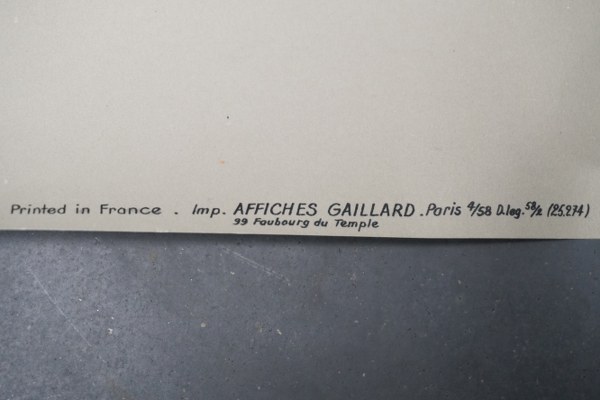 Printed in France . Imp. AFFICHES GAILLARD . Paris 4/58 D.leg. 58/2 (25.274)
99 Faubourg du Temple